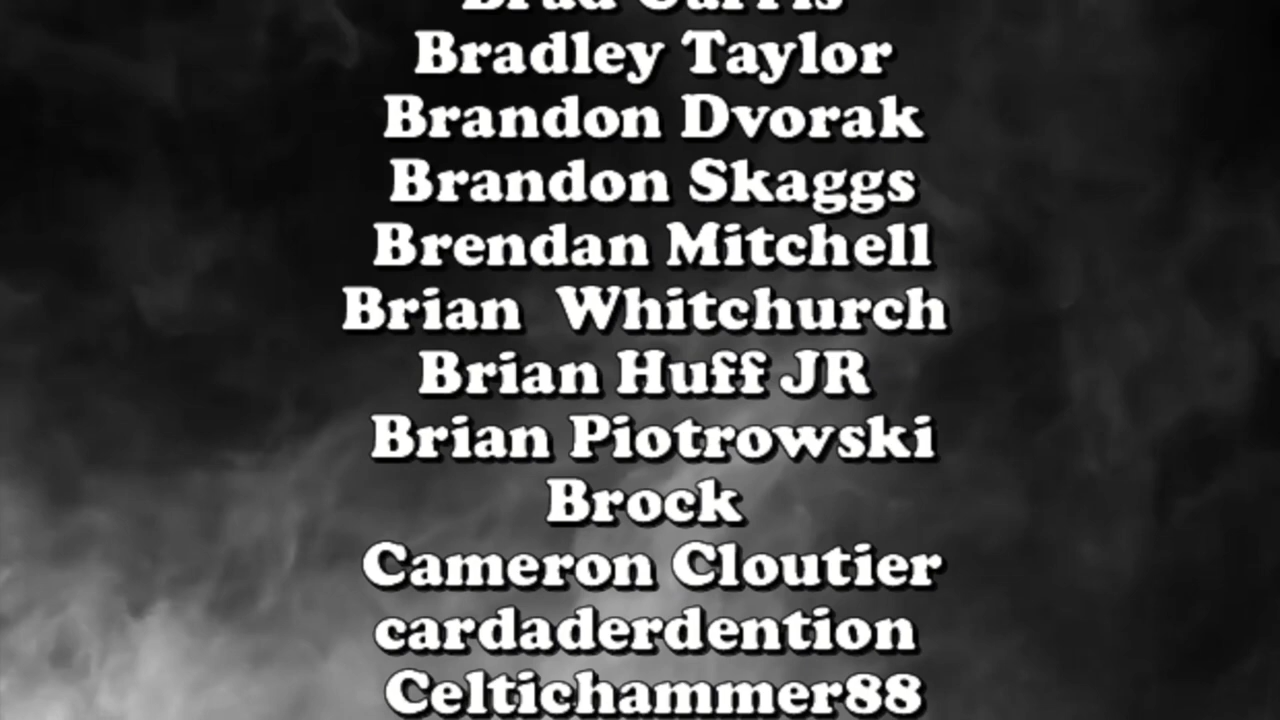 Bradley Taylor
Brandon Dvorak
Brandon Skaggs
Brendan Mitchell
Brian  Whitchurch
Brian Huff JR
Brian Piotrowski
Brock
Cameron Cloutier
cardaderdention
Celtichammer88